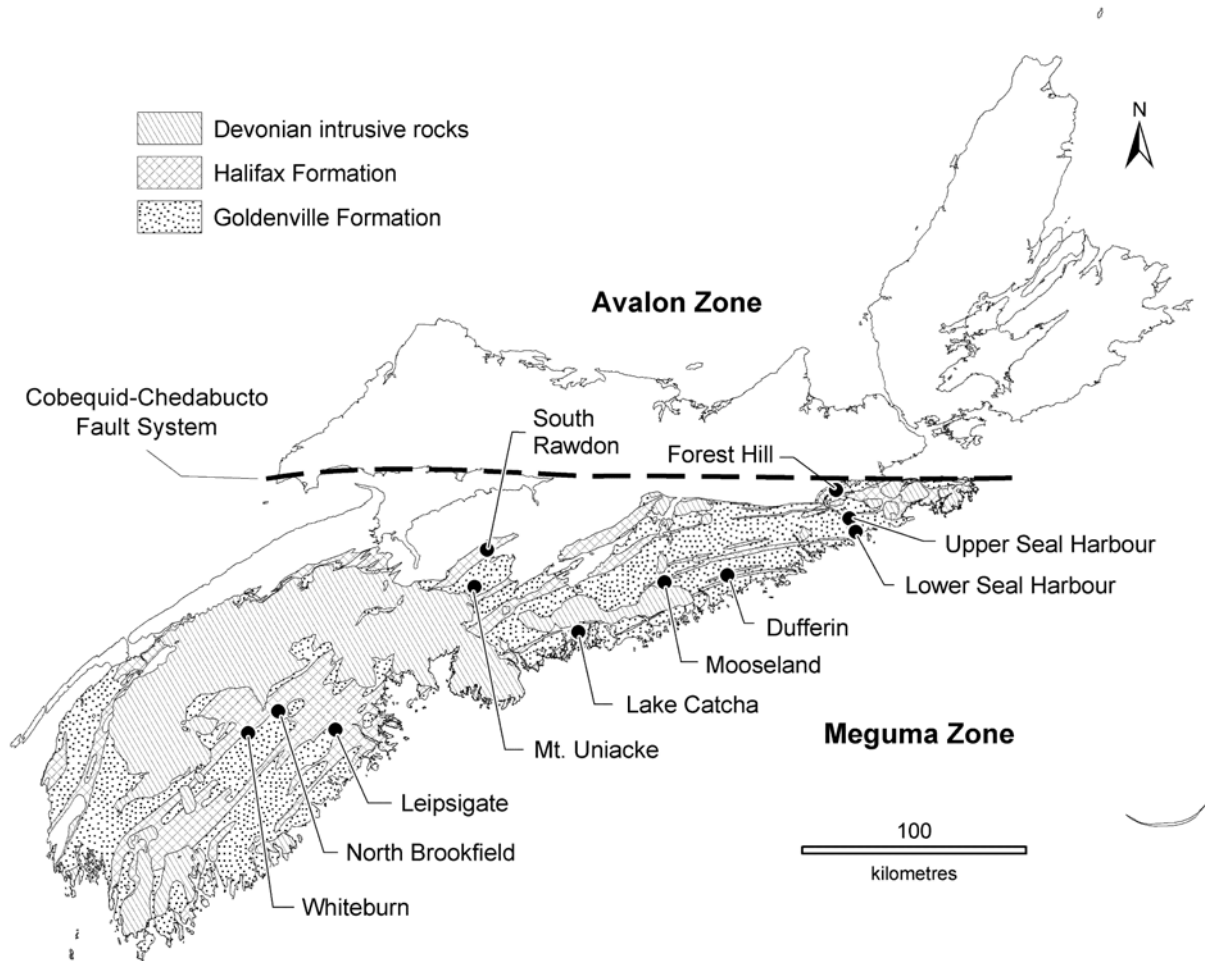 N
Devonian intrusive rocks
Halifax Formation
Goldenville Formation
Avalon Zone
Cobequid-Chedabucto
Fault System
South
Rawdon
Forest Hill
Upper Seal Harbour
Lower Seal Harbour
Dufferin
Mooseland
Lake Catcha
Mt. Uniacke
Meguma Zone
Leipsigate
North Brookfield
Whiteburn
100
kilometres